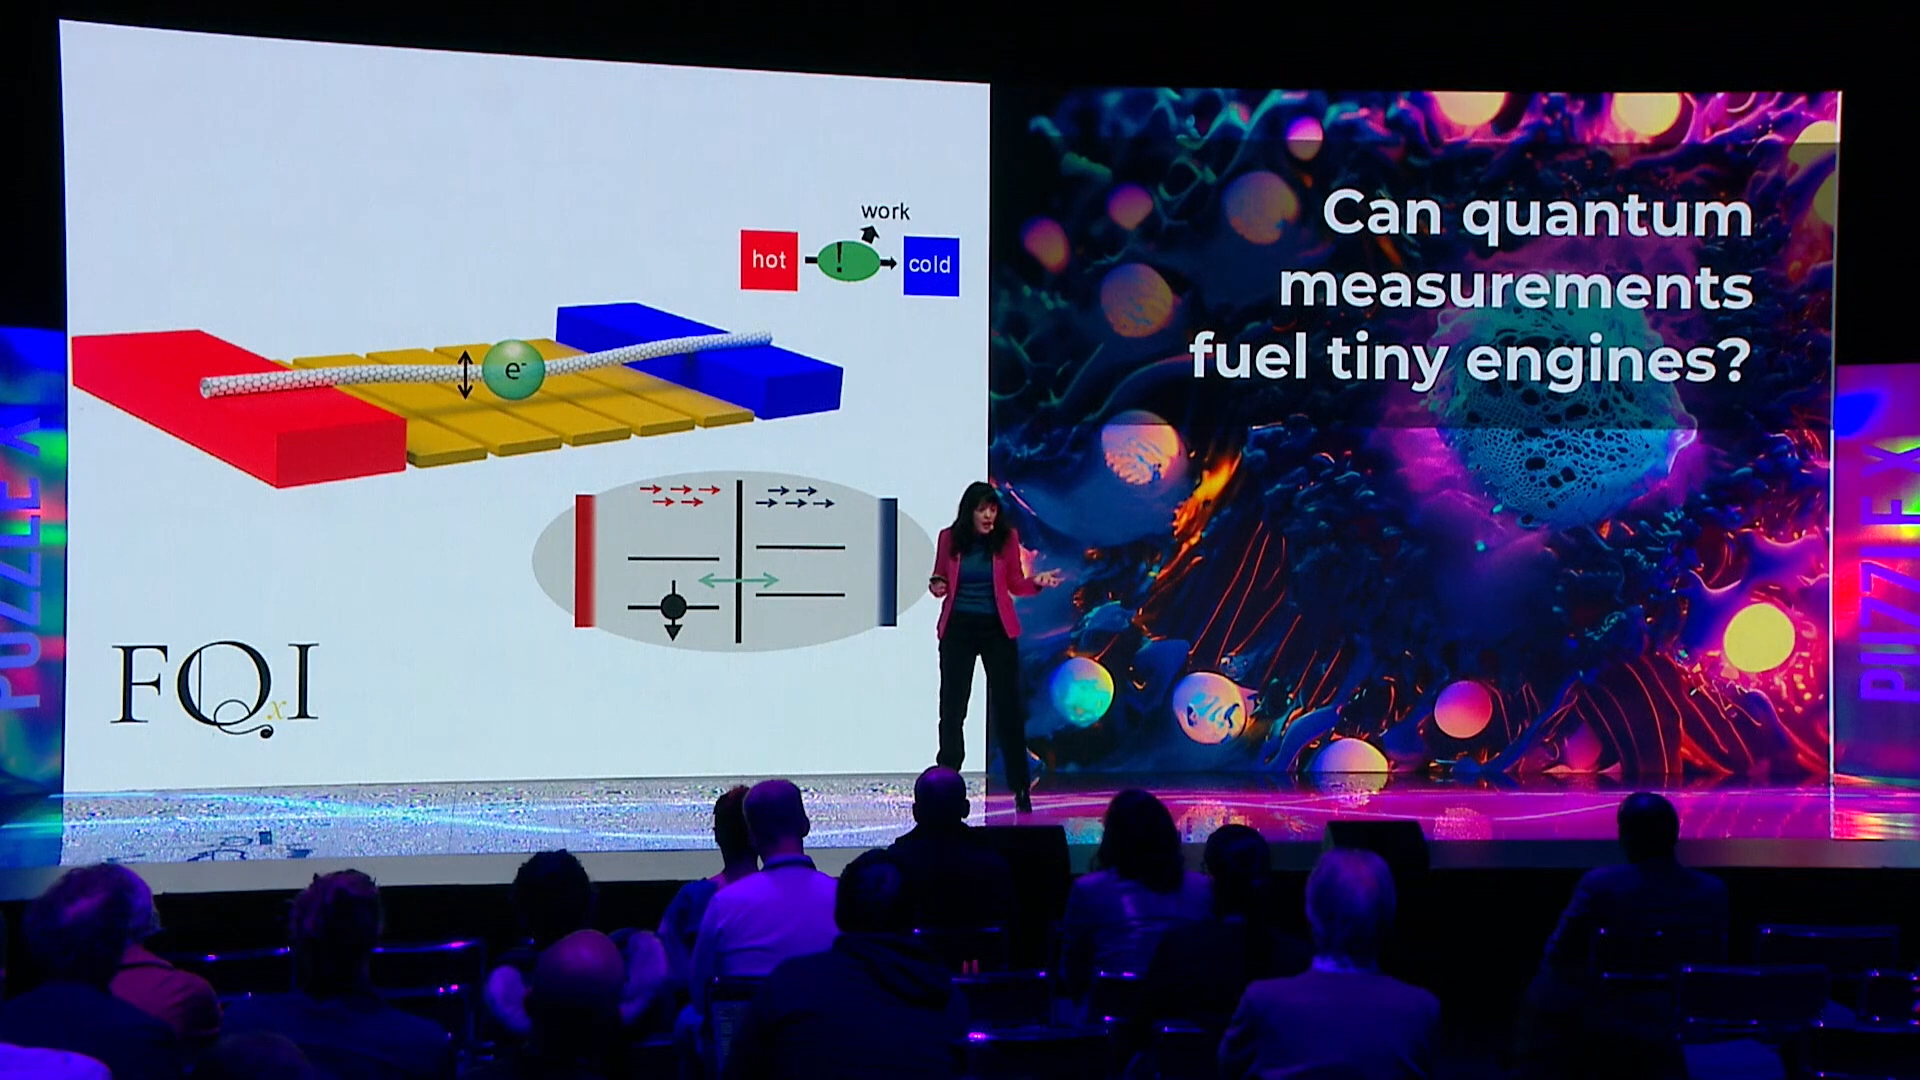 work
hot
!
cold
e-
FQxI
Can quantum
measurements
fuel tiny engines?
PUZZLE X
PUZZLE X